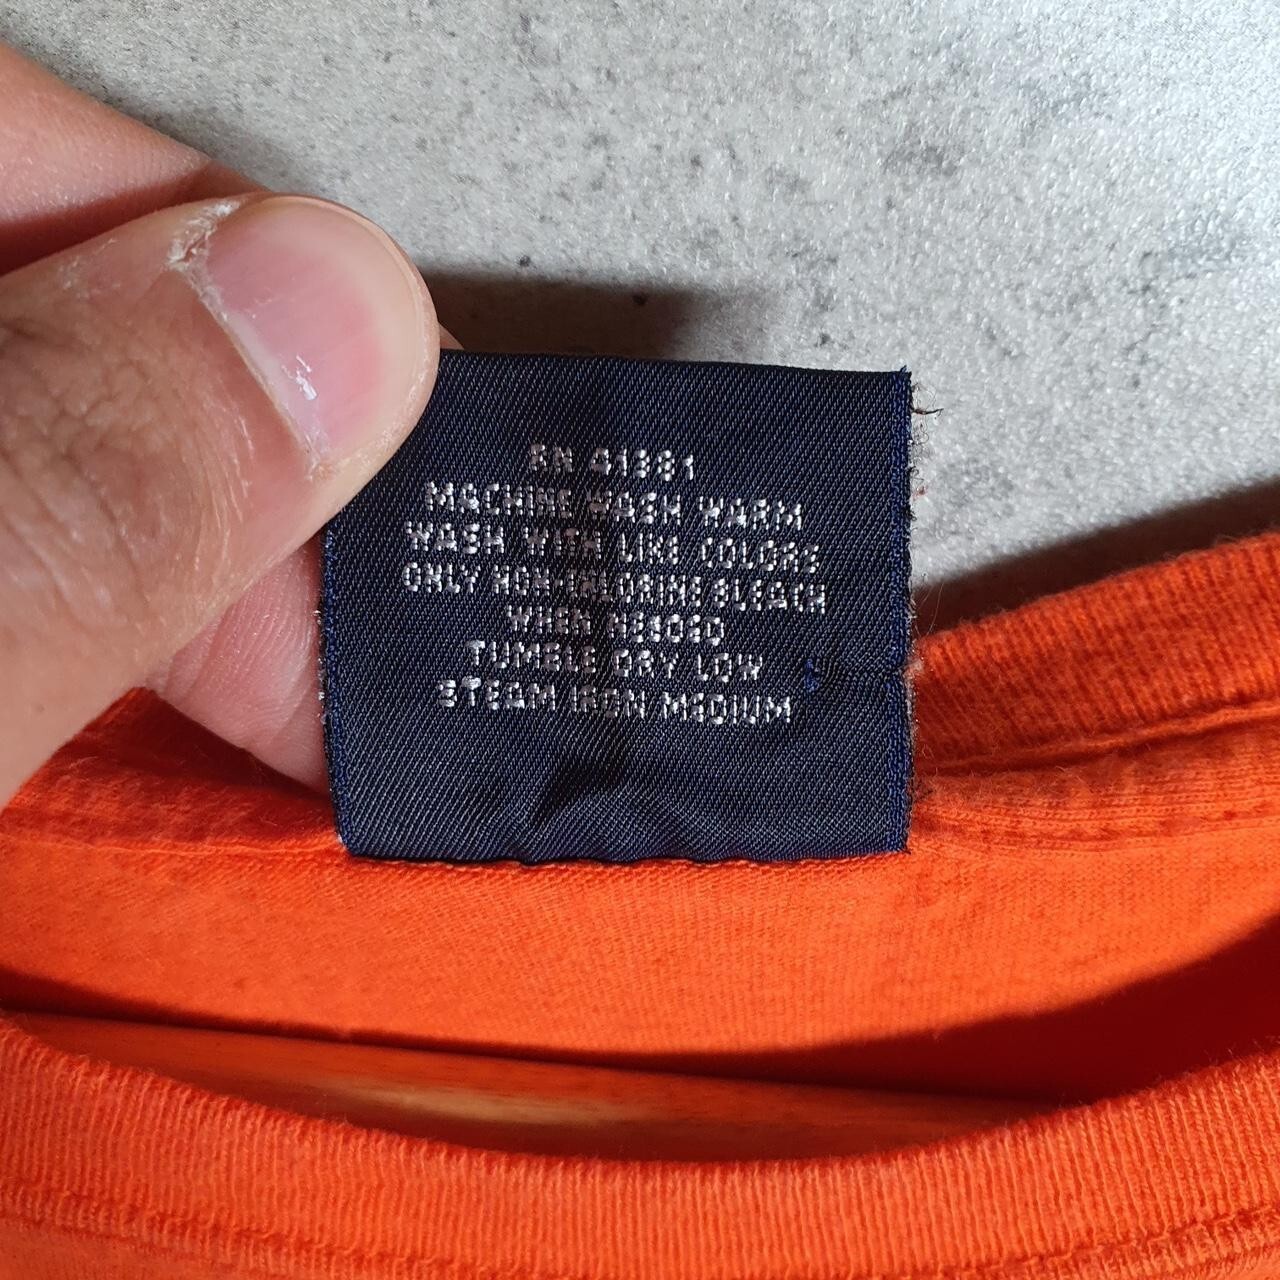 RN 41381
MACHINE WASH WARM
WASH WITH LIKE COLORS
ONLY NON-CHLORINE BLEACH
WHEN NEEDED
TUMBLE DRY LOW
STEAM IRON MEDIUM